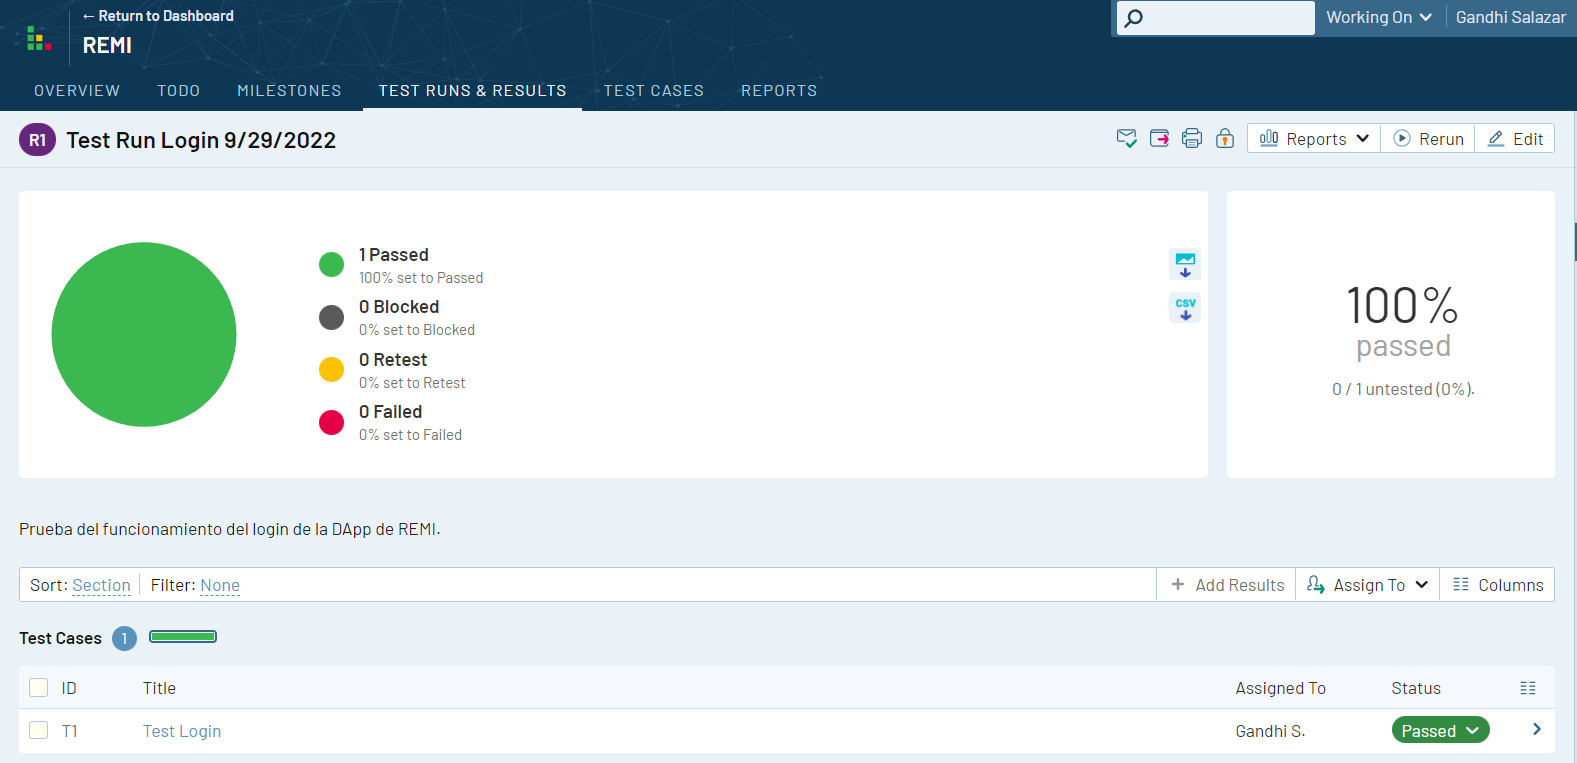 ← Return to Dashboard
REMI
Working On
Gandhi Salazar
OVERVIEW TODO MILESTONES TEST RUNS & RESULTS TEST CASES REPORTS
R1 Test Run Login 9/29/2022
Reports Rerun Edit
1 Passed
100% set to Passed
0 Blocked
0% set to Blocked
0 Retest
0% set to Retest
0 Failed
0% set to Failed
CSV
100%
passed
0 / 1 untested (0%).
Prueba del funcionamiento del login de la DApp de REMI.
Sort: Section Filter: None + Add Results Assign To Columns
Test Cases 1
ID Title Assigned To Status
T1 Test Login Gandhi S. Passed